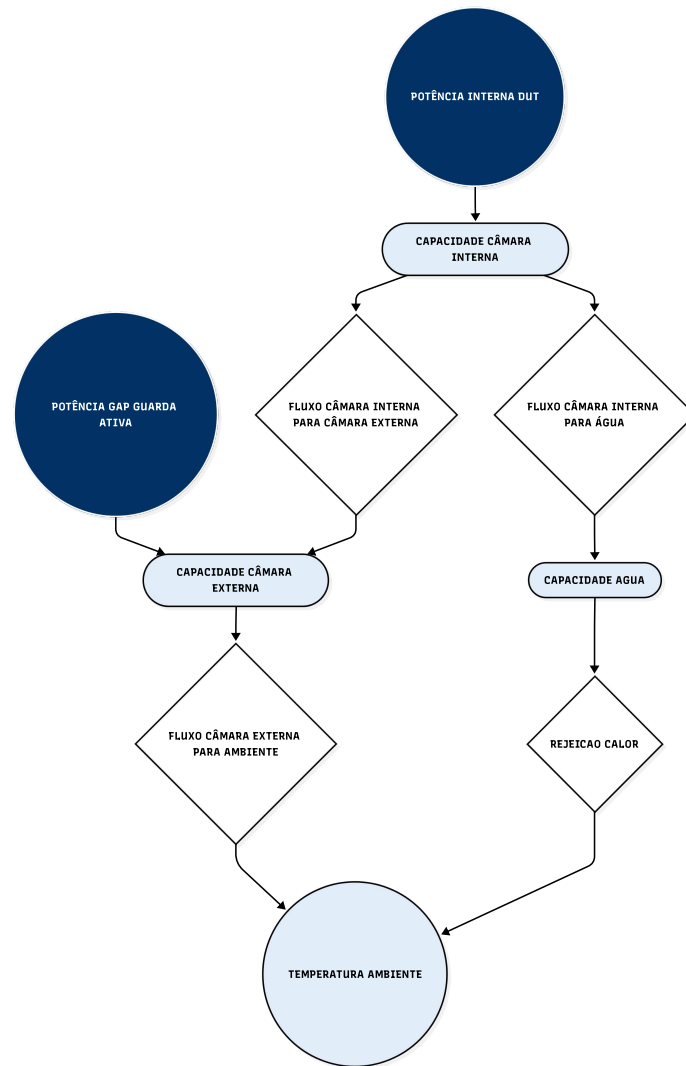 POTÊNCIA INTERNA DUT
CAPACIDADE CÂMARA
INTERNA
POTÊNCIA GAP GUARDA
ATIVA
FLUXO CÂMARA INTERNA
PARA CÂMARA EXTERNA
FLUXO CÂMARA INTERNA
PARA ÁGUA
CAPACIDADE CÂMARA
EXTERNA
CAPACIDADE AGUA
FLUXO CÂMARA EXTERNA
PARA AMBIENTE
REJEICAO CALOR
TEMPERATURA AMBIENTE